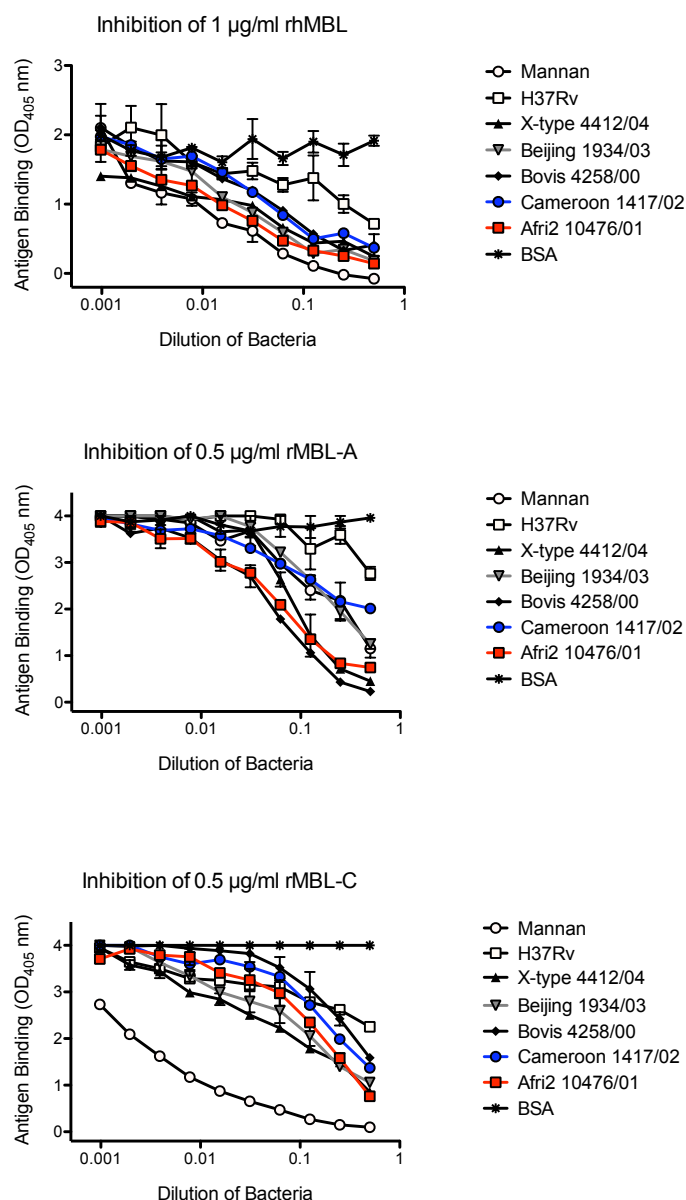 Inhibition of 1 µg/ml rhMBL
Antigen Binding (OD405 nm)
3
2
1
0
0.001
0.01
0.1
1
Dilution of Bacteria
Mannan
H37Rv
X-type 4412/04
Beijing 1934/03
Bovis 4258/00
Cameroon 1417/02
Afri2 10476/01
BSA
Inhibition of 0.5 µg/ml rMBL-A
Antigen Binding (OD405 nm)
4
3
2
1
0
0.001
0.01
0.1
1
Dilution of Bacteria
Mannan
H37Rv
X-type 4412/04
Beijing 1934/03
Bovis 4258/00
Cameroon 1417/02
Afri2 10476/01
BSA
Inhibition of 0.5 µg/ml rMBL-C
Antigen Binding (OD405 nm)
4
3
2
1
0
0.001
0.01
0.1
1
Dilution of Bacteria
Mannan
H37Rv
X-type 4412/04
Beijing 1934/03
Bovis 4258/00
Cameroon 1417/02
Afri2 10476/01
BSA